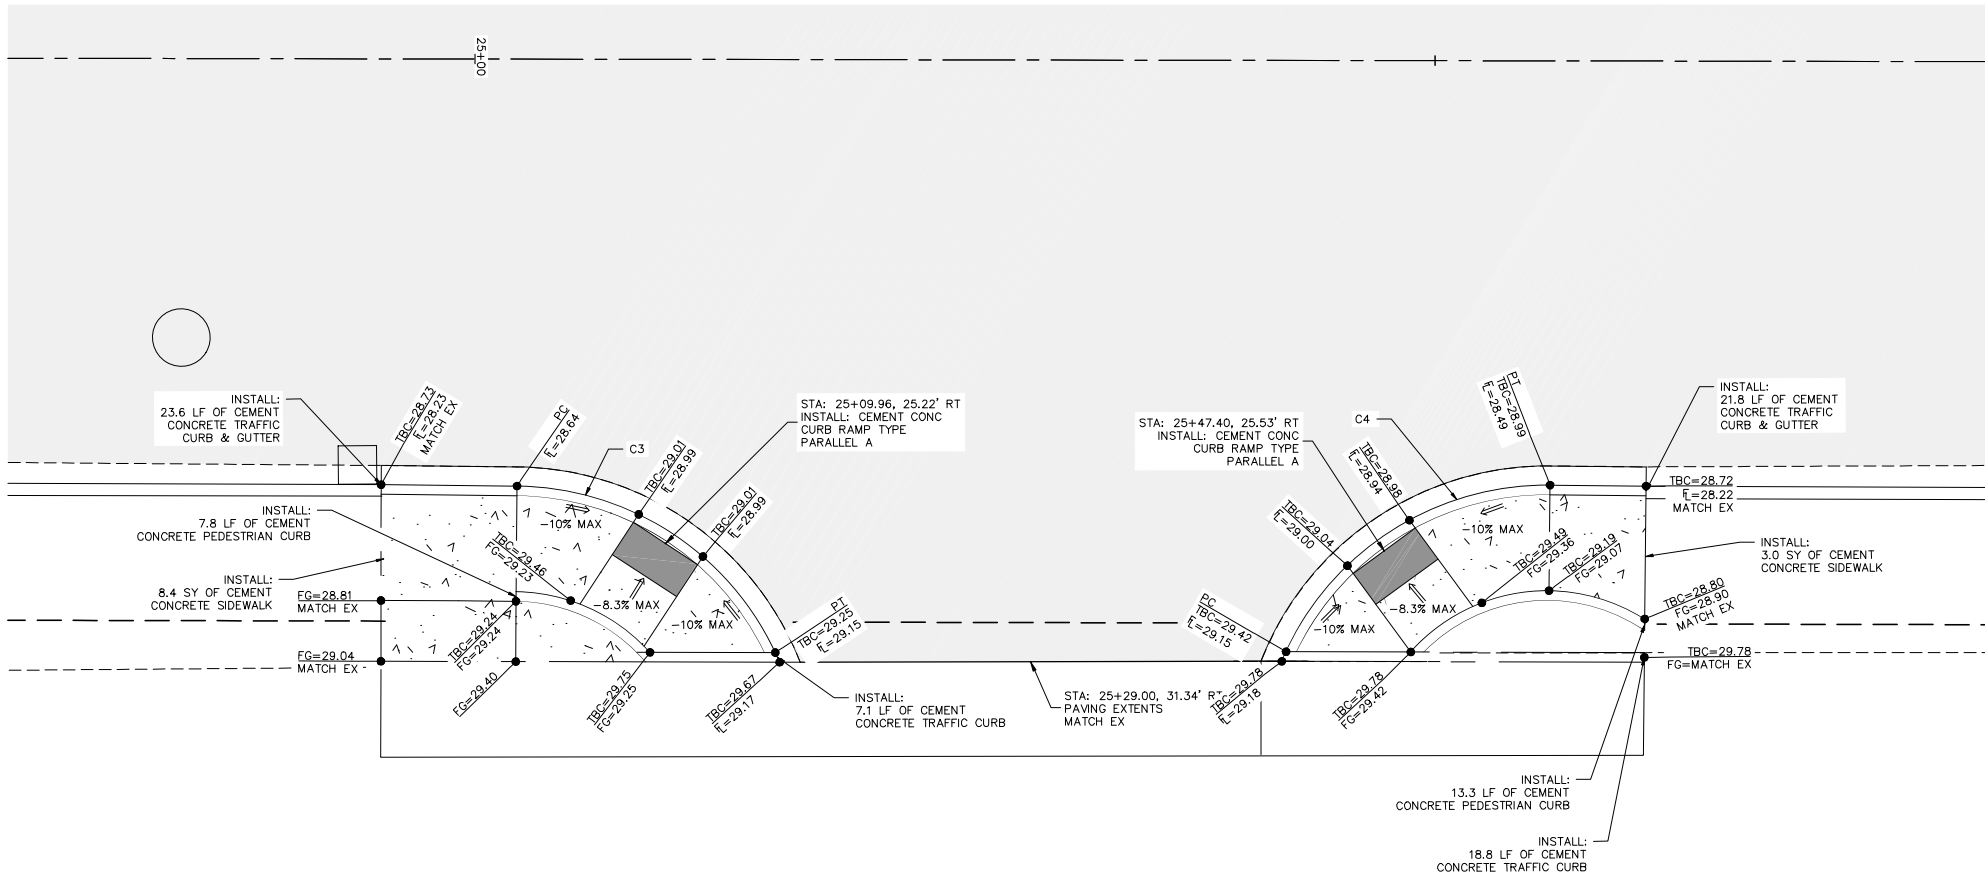 25+00
INSTALL:
23.6 LF OF CEMENT
CONCRETE TRAFFIC
CURB & GUTTER
TBC=28.73
FL=28.23
MATCH EX
PC
FL=28.64
C3
TBC=29.01
FL=28.99
TBC=29.01
FL=28.99
STA: 25+09.96, 25.22' RT
INSTALL: CEMENT CONC
CURB RAMP TYPE
PARALLEL A
STA: 25+47.40, 25.53' RT
INSTALL: CEMENT CONC
CURB RAMP TYPE
PARALLEL A
C4
TBC=28.98
FL=28.94
TBC=29.04
FL=29.00
PT
TBC=28.99
FL=28.49
INSTALL:
21.8 LF OF CEMENT
CONCRETE TRAFFIC
CURB & GUTTER
TBC=28.72
FL=28.22
MATCH EX
INSTALL:
7.8 LF OF CEMENT
CONCRETE PEDESTRIAN CURB
-10% MAX
TBC=29.46
FG=29.23
-8.3% MAX
-10% MAX
INSTALL:
8.4 SY OF CEMENT
CONCRETE SIDEWALK
FG=28.81
MATCH EX
FG=29.04
MATCH EX
TBC=29.24
FG=29.24
FG=29.40
TBC=29.75
FG=29.25
TBC=29.67
FL=29.17
PT
TBC=29.25
FL=29.15
INSTALL:
7.1 LF OF CEMENT
CONCRETE TRAFFIC CURB
STA: 25+29.00, 31.34' RT
PAVING EXTENTS
MATCH EX
PC
TBC=29.42
FL=29.15
TBC=29.78
FL=29.18
-10% MAX
-8.3% MAX
-10% MAX
TBC=29.78
FG=29.42
TBC=29.49
FG=29.36
TBC=29.19
FG=29.07
INSTALL:
3.0 SY OF CEMENT
CONCRETE SIDEWALK
TBC=28.80
FG=28.90
MATCH EX
TBC=29.78
FG=MATCH EX
INSTALL:
13.3 LF OF CEMENT
CONCRETE PEDESTRIAN CURB
INSTALL:
18.8 LF OF CEMENT
CONCRETE TRAFFIC CURB